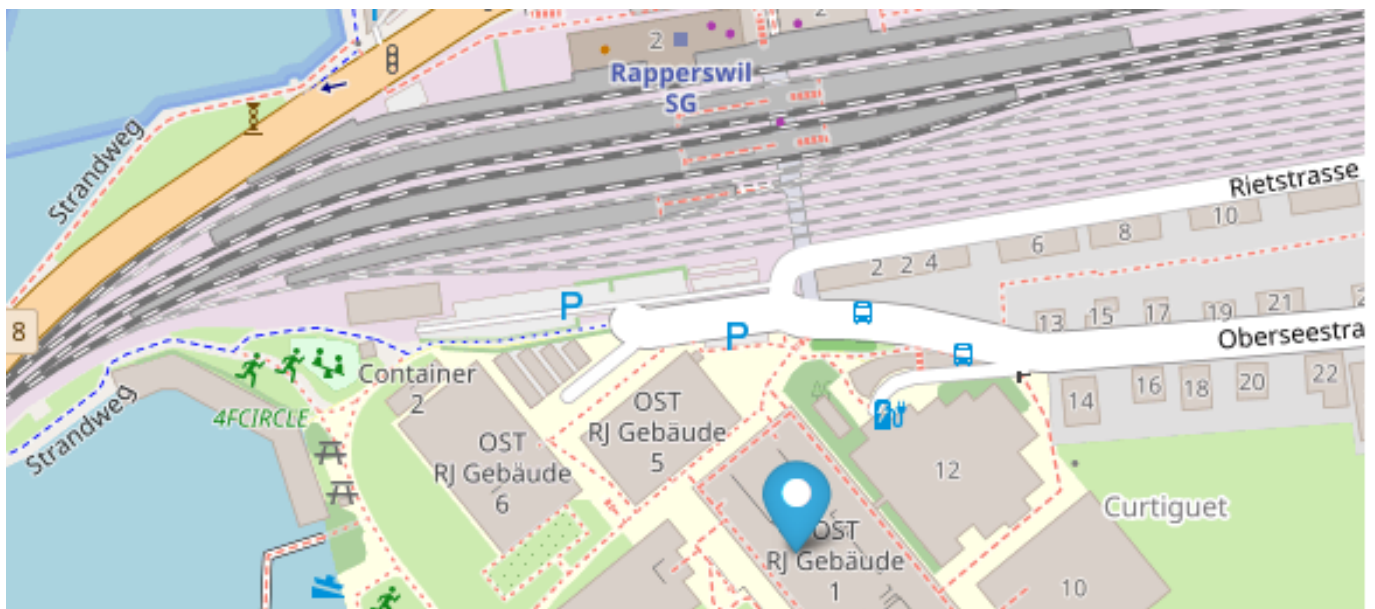 2
2
Rapperswil
SG
Strandweg
Rietstrasse
10
8
6
2 2 4
8
P
P
13
15
17
19
21
Oberseestra
Container
2
4FCIRCLE
Strandweg
OST
RJ Gebäude
6
OST
RJ Gebäude
5
14
16
18
20
22
12
Curtiguet
OST
RJ Gebäude
1
10